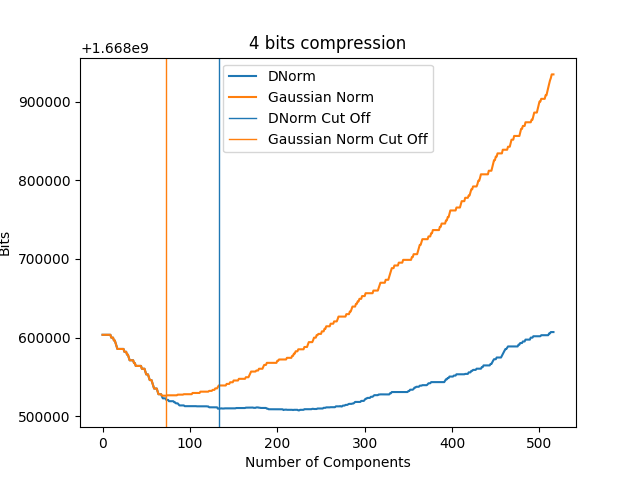 4 bits compression
+1.668e9
DNorm
Gaussian Norm
DNorm Cut Off
Gaussian Norm Cut Off
900000
800000
700000
600000
500000
Bits
0 100 200 300 400 500
Number of Components